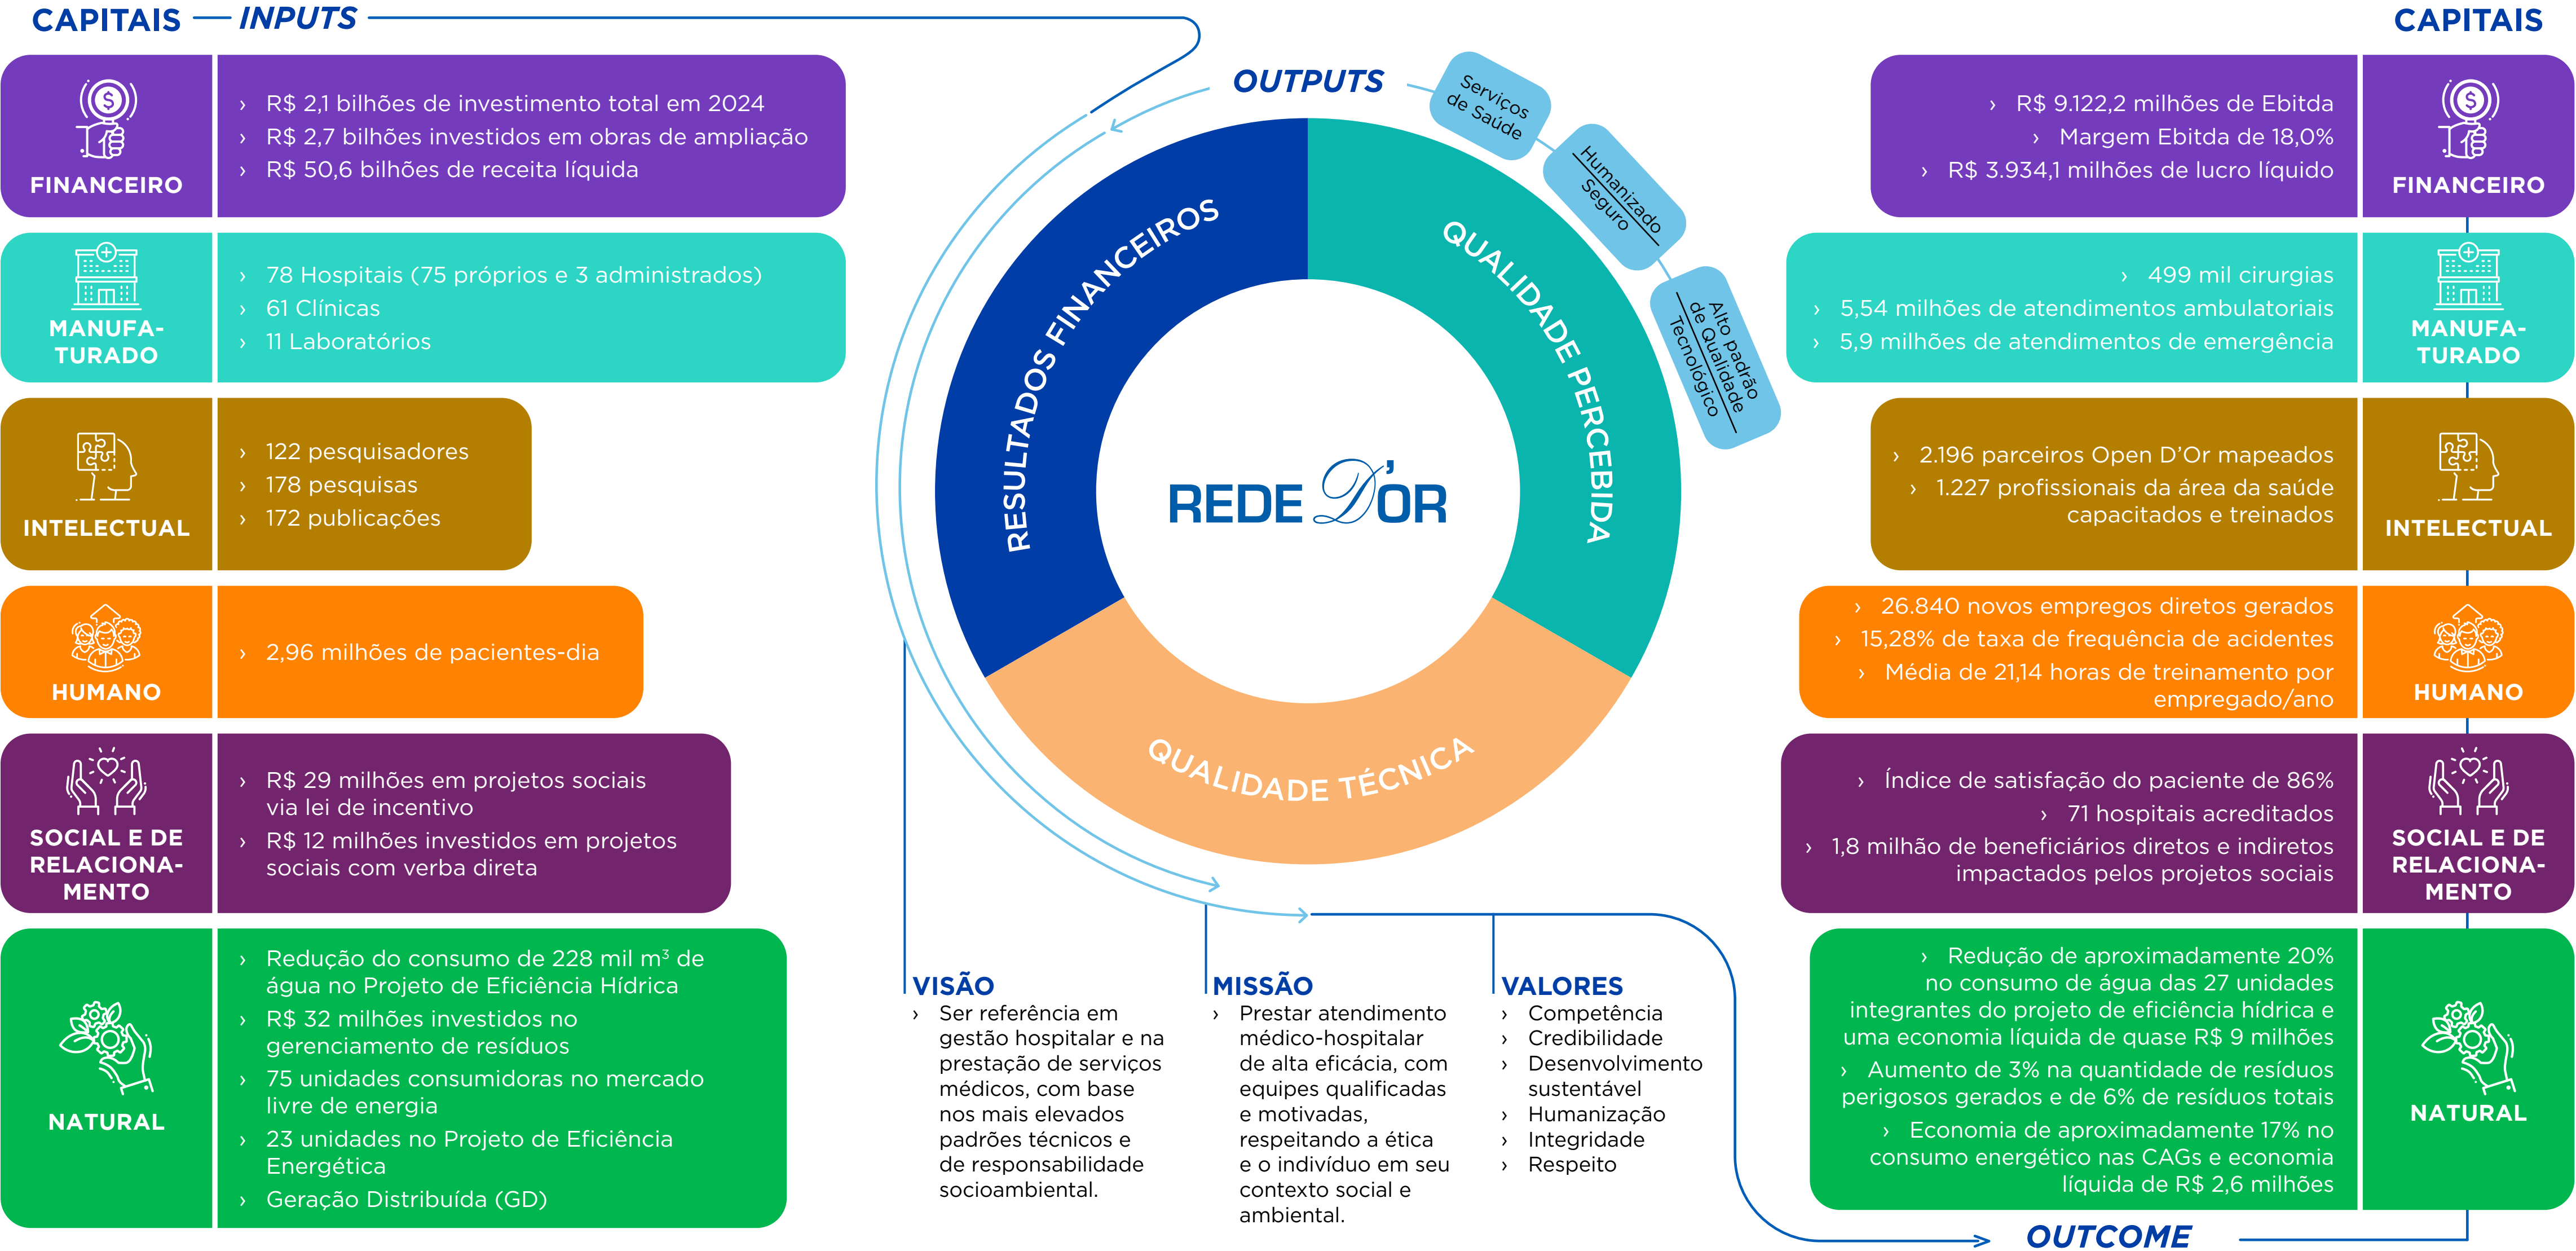 CAPITAIS
INPUTS
FINANCEIRO
› R$ 2,1 bilhões de investimento total em 2024
› R$ 2,7 bilhões investidos em obras de ampliação
› R$ 50,6 bilhões de receita líquida
MANUFA-
TURADO
› 78 Hospitais (75 próprios e 3 administrados)
› 61 Clínicas
› 11 Laboratórios
INTELECTUAL
› 122 pesquisadores
› 178 pesquisas
› 172 publicações
HUMANO
› 2,96 milhões de pacientes-dia
SOCIAL E DE
RELACIONA-
MENTO
› R$ 29 milhões em projetos sociais
via lei de incentivo
› R$ 12 milhões investidos em projetos
sociais com verba direta
NATURAL
› Redução do consumo de 228 mil m³ de
água no Projeto de Eficiência Hídrica
› R$ 32 milhões investidos no
gerenciamento de resíduos
› 75 unidades consumidoras no mercado
livre de energia
› 23 unidades no Projeto de Eficiência
Energética
› Geração Distribuída (GD)
OUTPUTS
Serviços
de Saúde
Humanizado
Seguro
Alto padrão
de Qualidade
Tecnológico
RESULTADOS FINANCEIROS
QUALIDADE PERCEBIDA
QUALIDADE TÉCNICA
REDE D'OR
VISÃO
› Ser referência em
gestão hospitalar e na
prestação de serviços
médicos, com base
nos mais elevados
padrões técnicos e
de responsabilidade
socioambiental.
MISSÃO
› Prestar atendimento
médico-hospitalar
de alta eficácia, com
equipes qualificadas
e motivadas,
respeitando a ética
e o indivíduo em seu
contexto social e
ambiental.
VALORES
› Competência
› Credibilidade
› Desenvolvimento
sustentável
› Humanização
› Integridade
› Respeito
CAPITAIS
› R$ 9.122,2 milhões de Ebitda
› Margem Ebitda de 18,0%
› R$ 3.934,1 milhões de lucro líquido
FINANCEIRO
› 499 mil cirurgias
› 5,54 milhões de atendimentos ambulatoriais
› 5,9 milhões de atendimentos de emergência
MANUFA-
TURADO
› 2.196 parceiros Open D’Or mapeados
› 1.227 profissionais da área da saúde
capacitados e treinados
INTELECTUAL
› 26.840 novos empregos diretos gerados
› 15,28% de taxa de frequência de acidentes
› Média de 21,14 horas de treinamento por
empregado/ano
HUMANO
› Índice de satisfação do paciente de 86%
› 71 hospitais acreditados
› 1,8 milhão de beneficiários diretos e indiretos
impactados pelos projetos sociais
SOCIAL E DE
RELACIONA-
MENTO
› Redução de aproximadamente 20%
no consumo de água das 27 unidades
integrantes do projeto de eficiência hídrica e
uma economia líquida de quase R$ 9 milhões
› Aumento de 3% na quantidade de resíduos
perigosos gerados e de 6% de resíduos totais
› Economia de aproximadamente 17% no
consumo energético nas CAGs e economia
líquida de R$ 2,6 milhões
NATURAL
OUTCOME